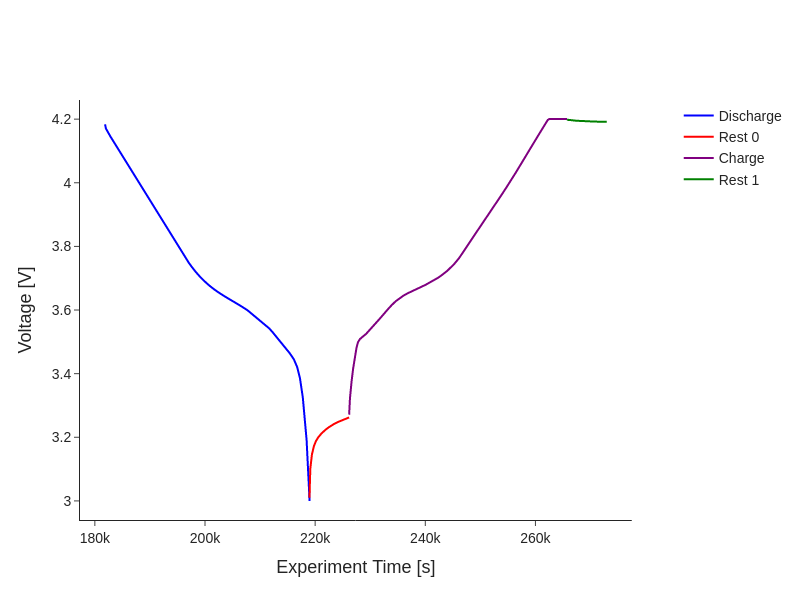 4.2
4
3.8
3.6
3.4
3.2
3
Voltage [V]
180k
200k
220k
240k
260k
Experiment Time [s]
Discharge
Rest 0
Charge
Rest 1